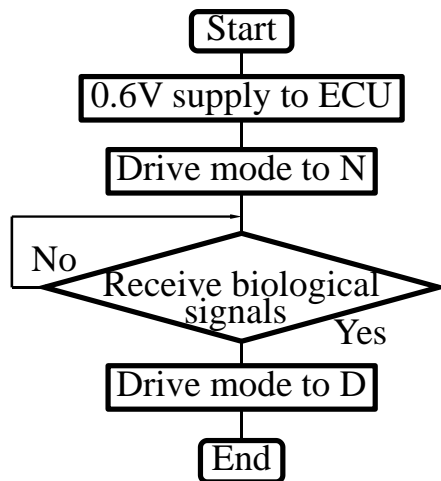 Start
0.6V supply to ECU
Drive mode to N
No
Receive biological
signals
Yes
Drive mode to D
End